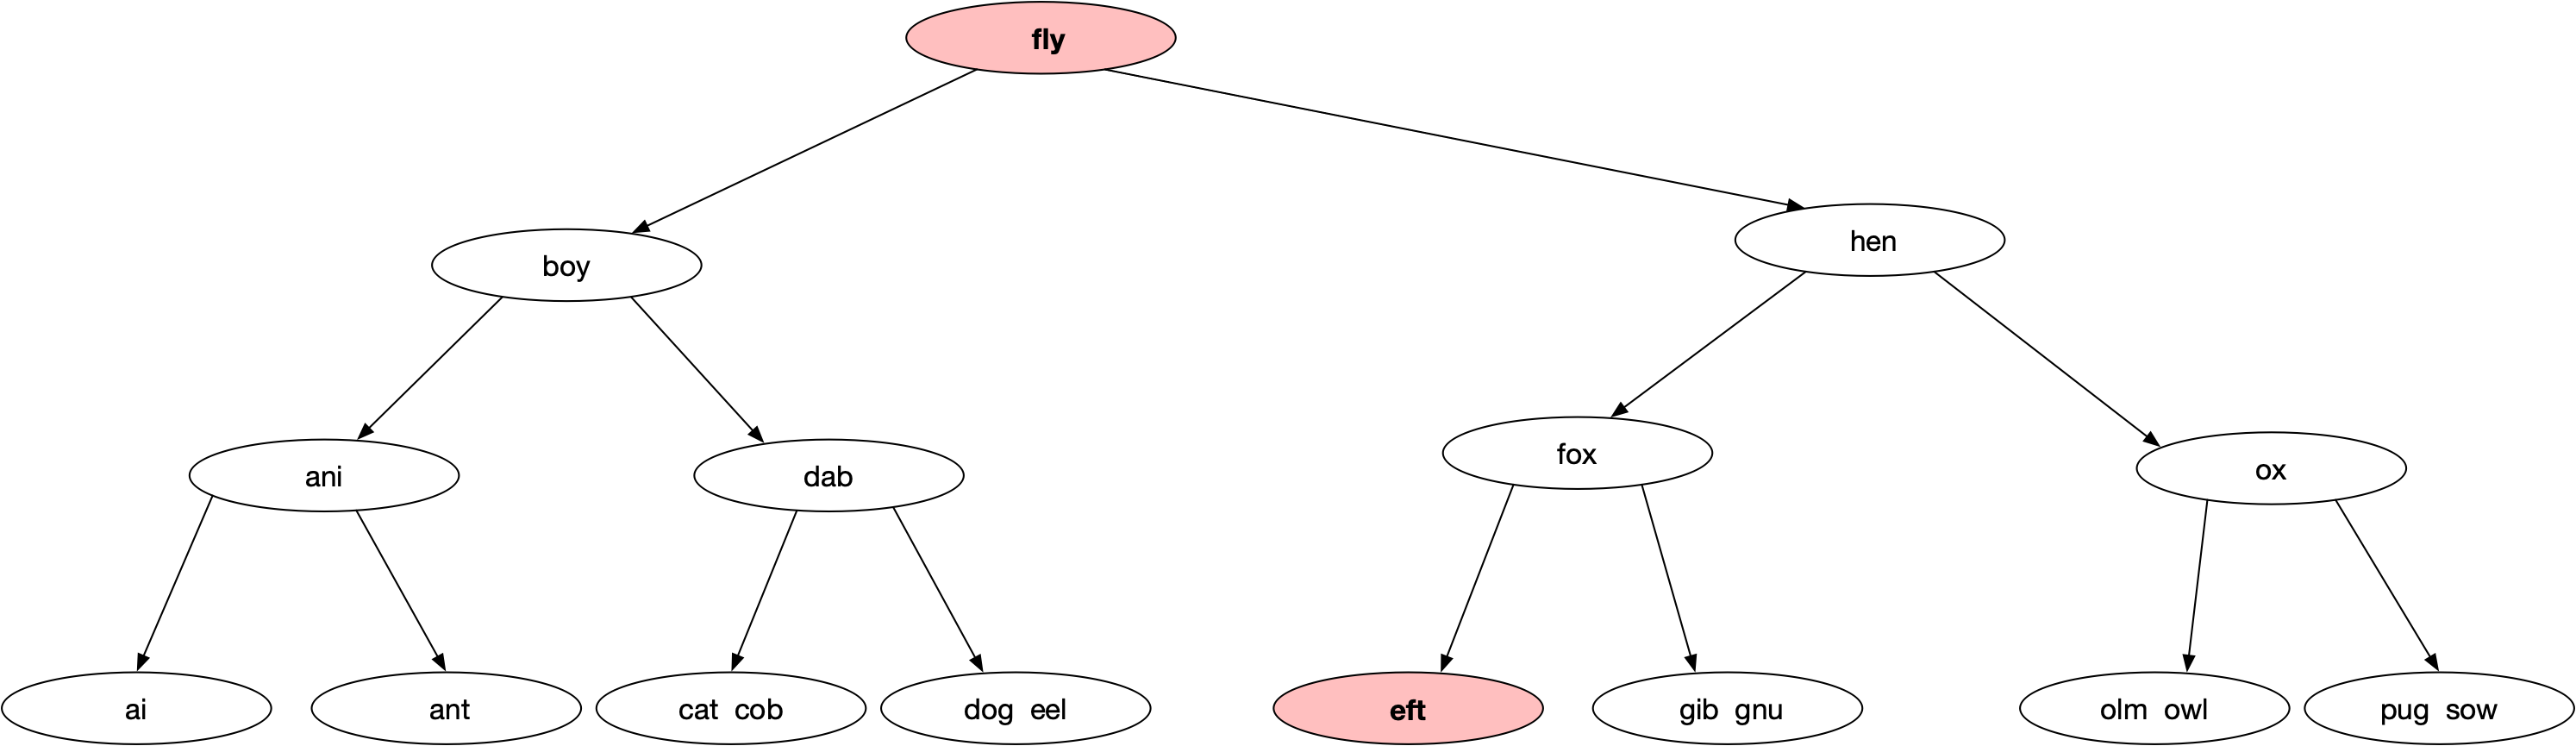 fly
boy
hen
ani
dab
fox
ox
ai
ant
cat cob
dog eel
eft
gib gnu
olm owl
pug sow